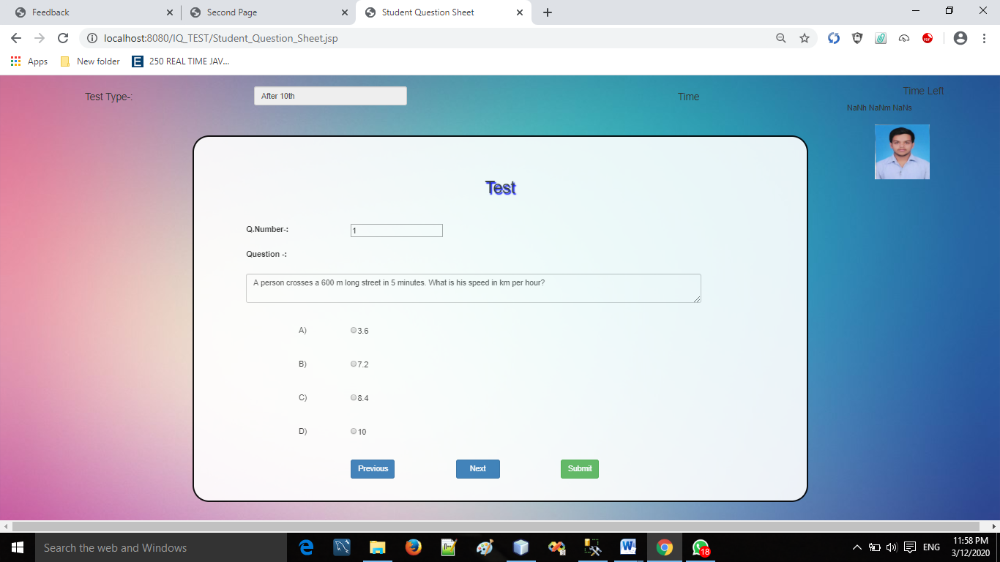 Feedback
Second Page
Student Question Sheet
localhost:8080/IQ_TEST/Student_Question_Sheet.jsp
Apps
New folder
250 REAL TIME JAV...
Test Type-:
After 10th
Time
Time Left
NaNh NaNm NaNs
Test
Q.Number-:
1
Question -:
A person crosses a 600 m long street in 5 minutes. What is his speed in km per hour?
A) 3.6
B) 7.2
C) 8.4
D) 10
Previous Next Submit
Search the web and Windows
18
ENG
11:58 PM
3/12/2020